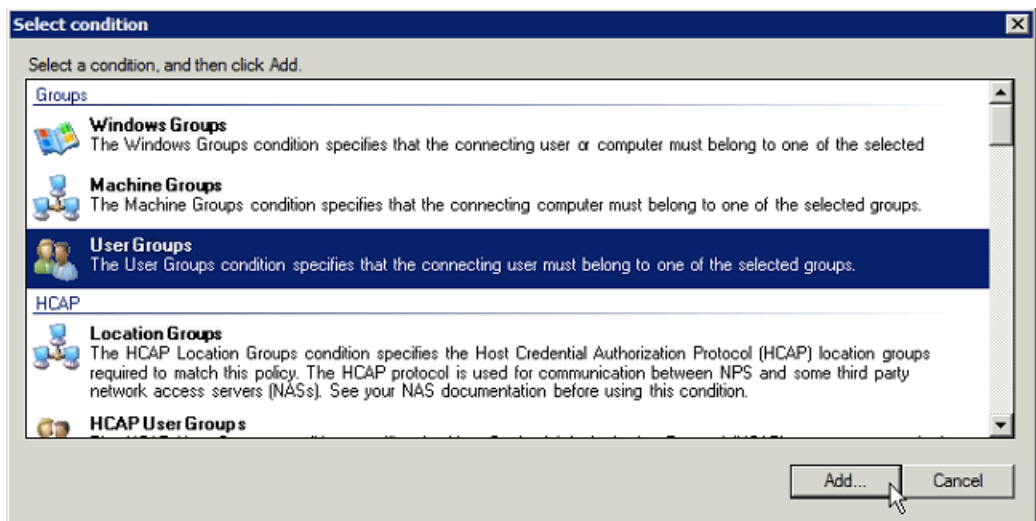 Select condition
Select a condition, and then click Add.
Groups
Windows Groups
The Windows Groups condition specifies that the connecting user or computer must belong to one of the selected
Machine Groups
The Machine Groups condition specifies that the connecting computer must belong to one of the selected groups.
User Groups
The User Groups condition specifies that the connecting user must belong to one of the selected groups.
HCAP
Location Groups
The HCAP Location Groups condition specifies the Host Credential Authorization Protocol (HCAP) location groups
required to match this policy. The HCAP protocol is used for communication between NPS and some third party
network access servers (NASs). See your NAS documentation before using this condition.
HCAP User Groups
Add...
Cancel